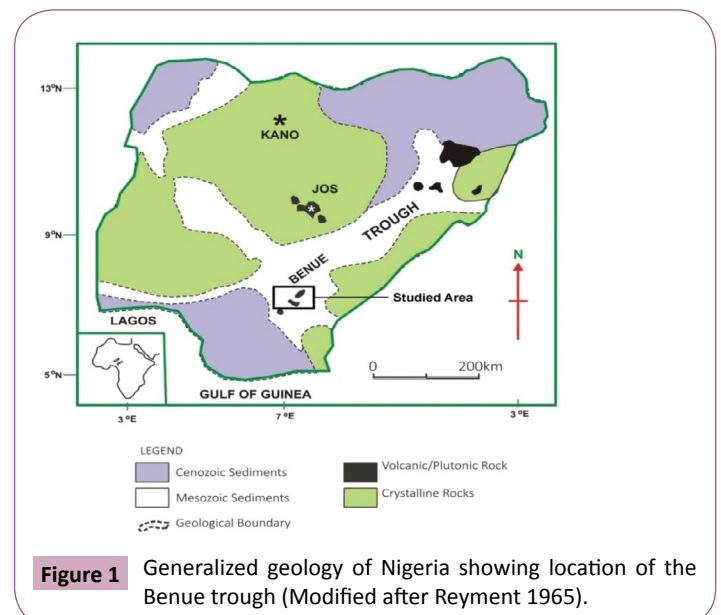 13°N
KANO
JOS
9°N
BENUE TROUGH
N
Studied Area
LAGOS
0 200km
5°N
GULF OF GUINEA
3°E 7°E 3°E
LEGEND
Cenozoic Sediments
Volcanic/Plutonic Rock
Mesozoic Sediments
Crystalline Rocks
Geological Boundary
Figure 1 Generalized geology of Nigeria showing location of the
Benue trough (Modified after Reyment 1965).